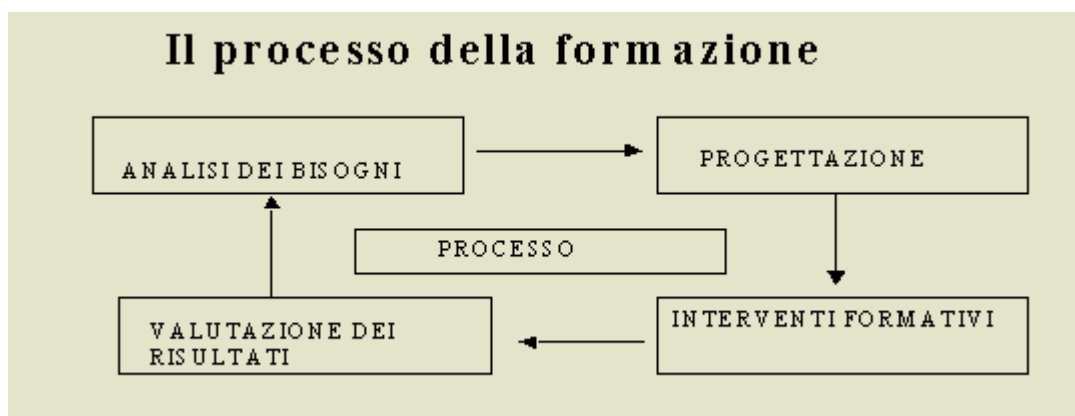 Il processo della formazione
ANALISI DEI BISOGNI
PROGETTAZIONE
PROCESSO
VALUTAZIONE DEI
RISULTATI
INTERVENTI FORMATIVI